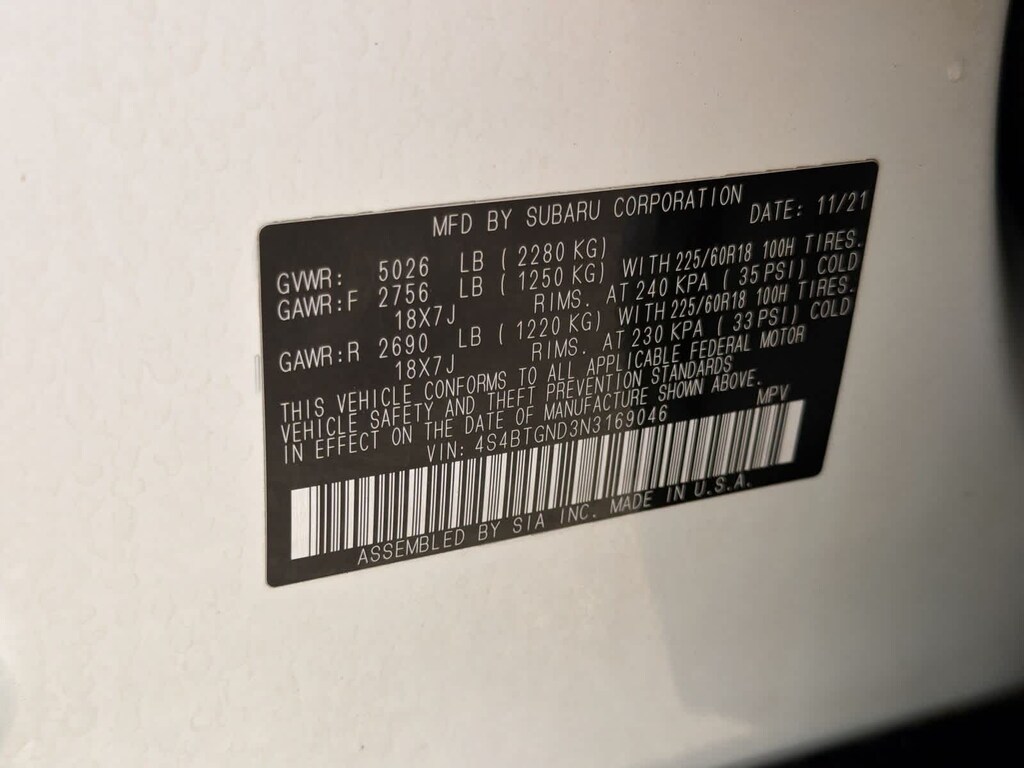 MFD BY SUBARU CORPORATION DATE: 11/21
GVWR: 5026 LB ( 2280 KG)
GAWR:F 2756 LB ( 1250 KG) WITH 225/60R18 100H TIRES.
18X7J RIMS. AT 240 KPA ( 35 PSI) COLD
GAWR:R 2690 LB ( 1220 KG) WITH 225/60R18 100H TIRES.
18X7J RIMS. AT 230 KPA ( 33 PSI) COLD
THIS VEHICLE CONFORMS TO ALL APPLICABLE FEDERAL MOTOR
VEHICLE SAFETY AND THEFT PREVENTION STANDARDS
IN EFFECT ON THE DATE OF MANUFACTURE SHOWN ABOVE.
VIN: 4S4BTGND3N3169046 MPV
ASSEMBLED BY SIA INC. MADE IN U.S.A.